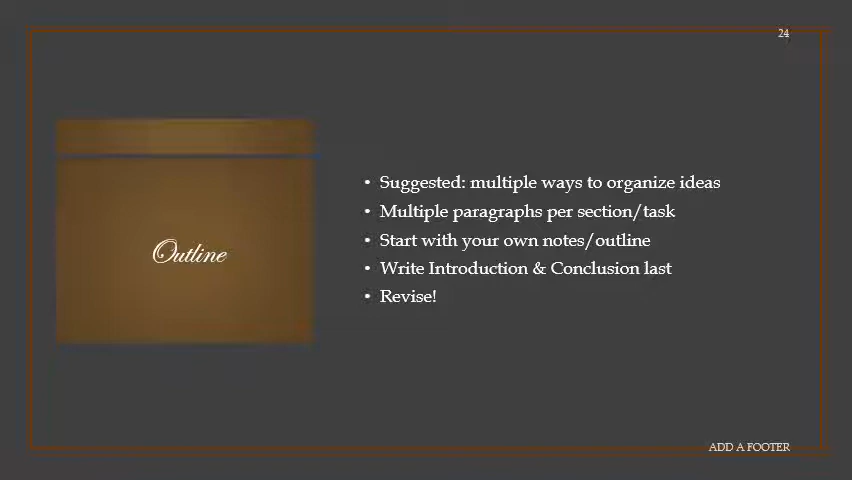 24
Outline
• Suggested: multiple ways to organize ideas
• Multiple paragraphs per section/task
• Start with your own notes/outline
• Write Introduction & Conclusion last
• Revise!
ADD A FOOTER